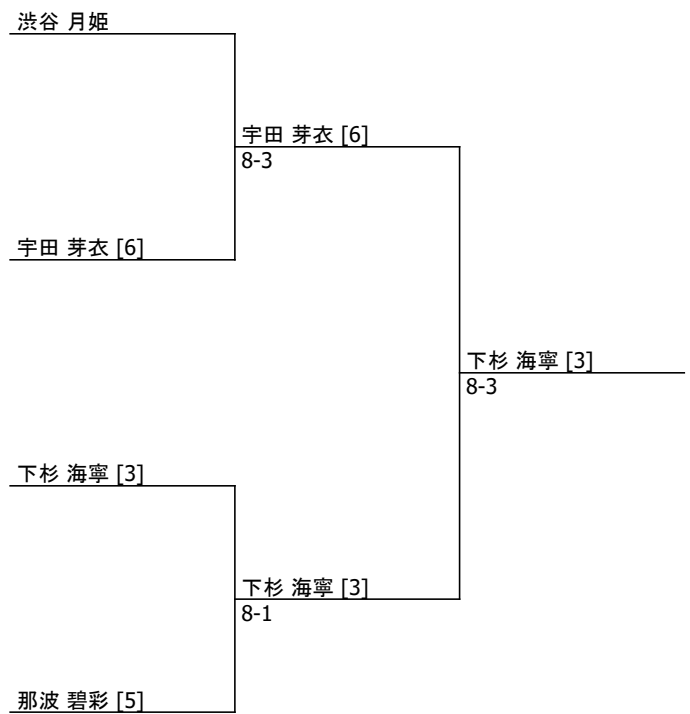 渋谷 月姫
宇田 芽衣 [6]
8-3
宇田 芽衣 [6]
下杉 海寧 [3]
8-3
下杉 海寧 [3]
下杉 海寧 [3]
8-1
那波 碧彩 [5]